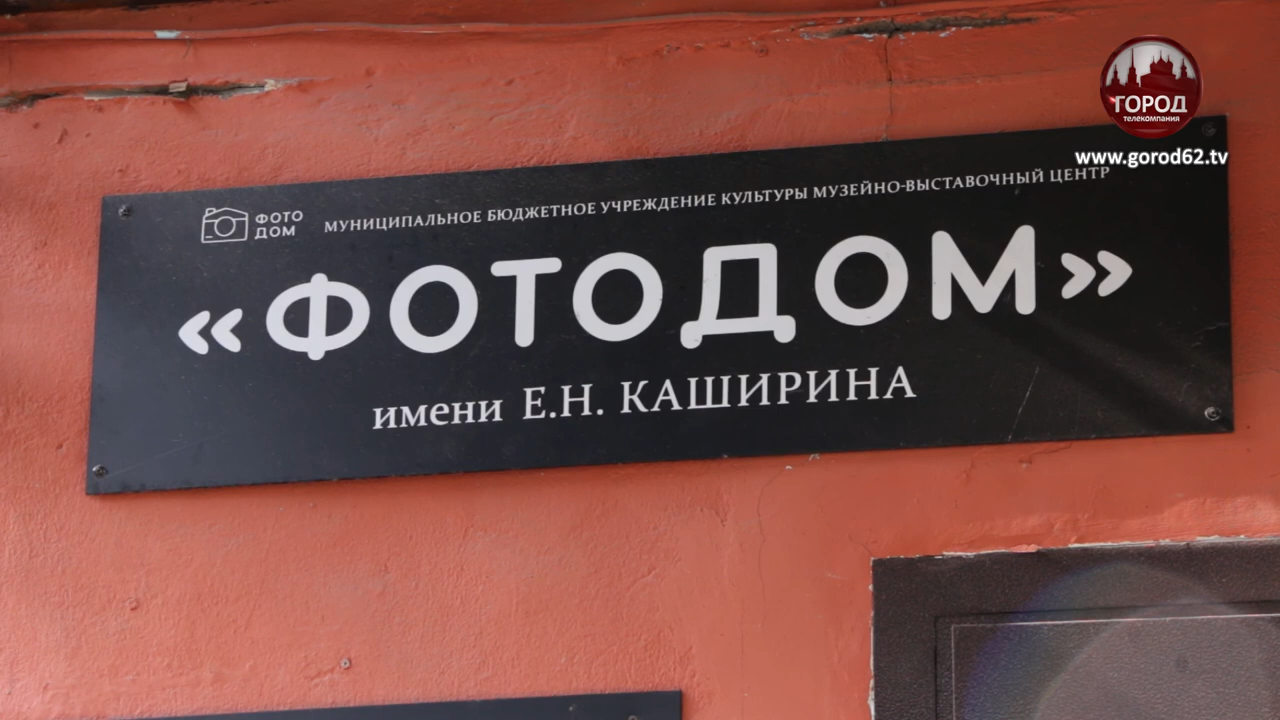 ГОРОД
телекомпания
www.gorod62.tv
ФОТО
ДОМ
МУНИЦИПАЛЬНОЕ БЮДЖЕТНОЕ УЧРЕЖДЕНИЕ КУЛЬТУРЫ МУЗЕЙНО-ВЫСТАВОЧНЫЙ ЦЕНТР
«ФОТОДОМ»
имени Е.Н. КАШИРИНА